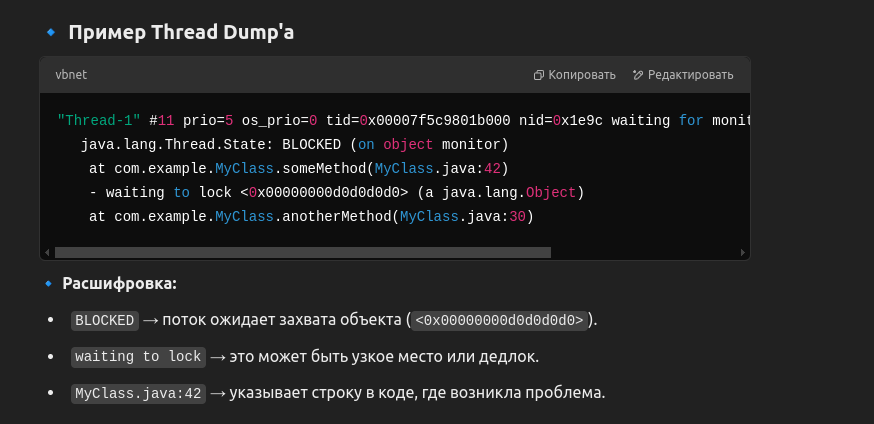 Пример Thread Dump'а
vbnet
Копировать
Редактировать
"Thread-1" #11 prio=5 os_prio=0 tid=0x00007f5c9801b000 nid=0x1e9c waiting for monit
java.lang.Thread.State: BLOCKED (on object monitor)
at com.example.MyClass.someMethod(MyClass.java:42)
- waiting to lock <0x00000000d0d0d0d0> (a java.lang.Object)
at com.example.MyClass.anotherMethod(MyClass.java:30)
Расшифровка:
BLOCKED → поток ожидает захвата объекта (<0x00000000d0d0d0d0>).
waiting to lock → это может быть узкое место или дедлок.
MyClass.java:42 → указывает строку в коде, где возникла проблема.